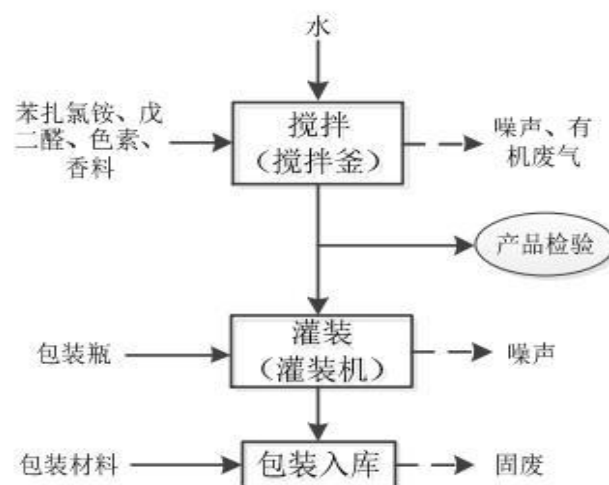 水
苯扎氯铵、戊
二醛、色素、
香料
搅拌
（搅拌釜）
噪声、有
机废气
产品检验
包装瓶
灌装
（灌装机）
噪声
包装材料
包装入库
固废